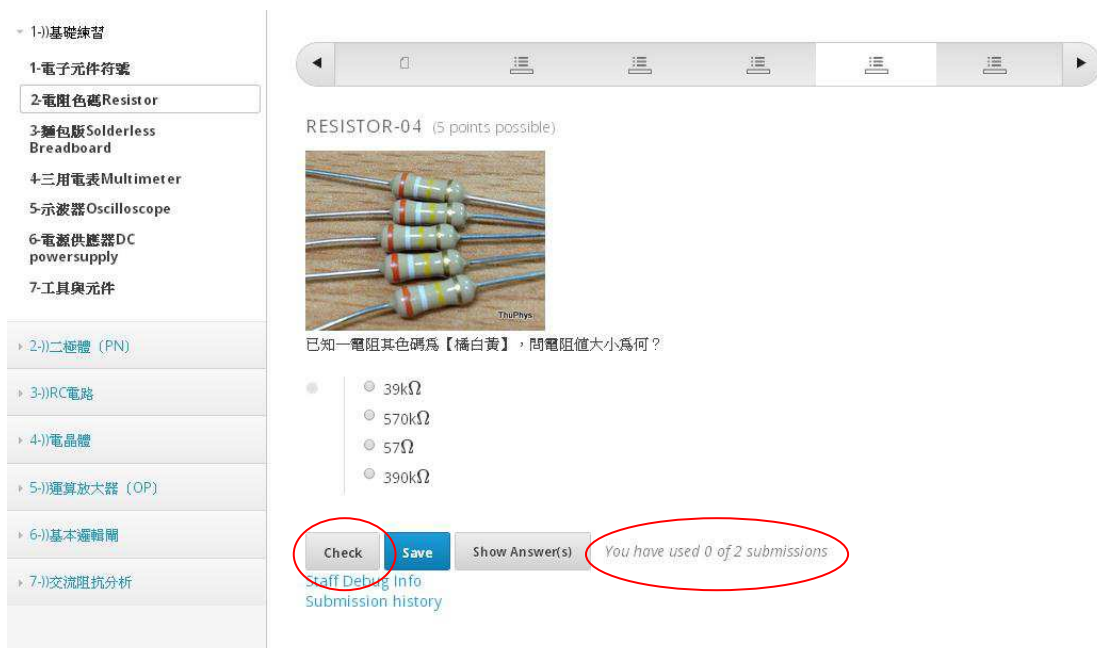 1-))基礎練習
1-電子元件符號
2-電阻色碼Resistor
3-麵包版Solderless
Breadboard
4-三用電表Multimeter
5-示波器Oscilloscope
6-電源供應器DC
powersupply
7-工具與元件
2-))二極體 (PN)
3-))RC電路
4-))電晶體
5-))運算放大器 (OP)
6-))基本邏輯閘
7-))交流阻抗分析
RESISTOR-04 (5 points possible)
ThuPhys
已知一電阻其色碼為【橘白黃】，問電阻值大小為何？
39kΩ
570kΩ
57Ω
390kΩ
Check Save Show Answer(s) You have used 0 of 2 submissions
Staff Debug Info
Submission history